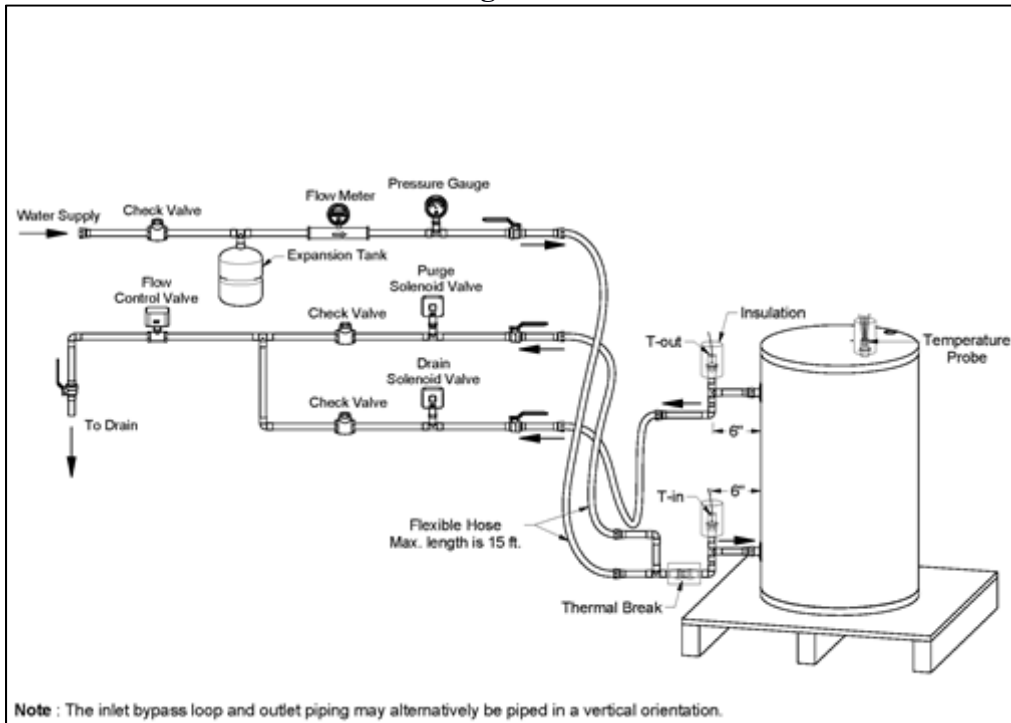 Pressure Gauge
Flow Meter
Check Valve
Water Supply
Expansion Tank
Flow
Control Valve
Purge
Solenoid Valve
Check Valve
Insulation
T-out
Temperature
Probe
Drain
Solenoid Valve
Check Valve
To Drain
6"
6"
T-in
Flexible Hose
Max. length is 15 ft.
Thermal Break
Note : The inlet bypass loop and outlet piping may alternatively be piped in a vertical orientation.